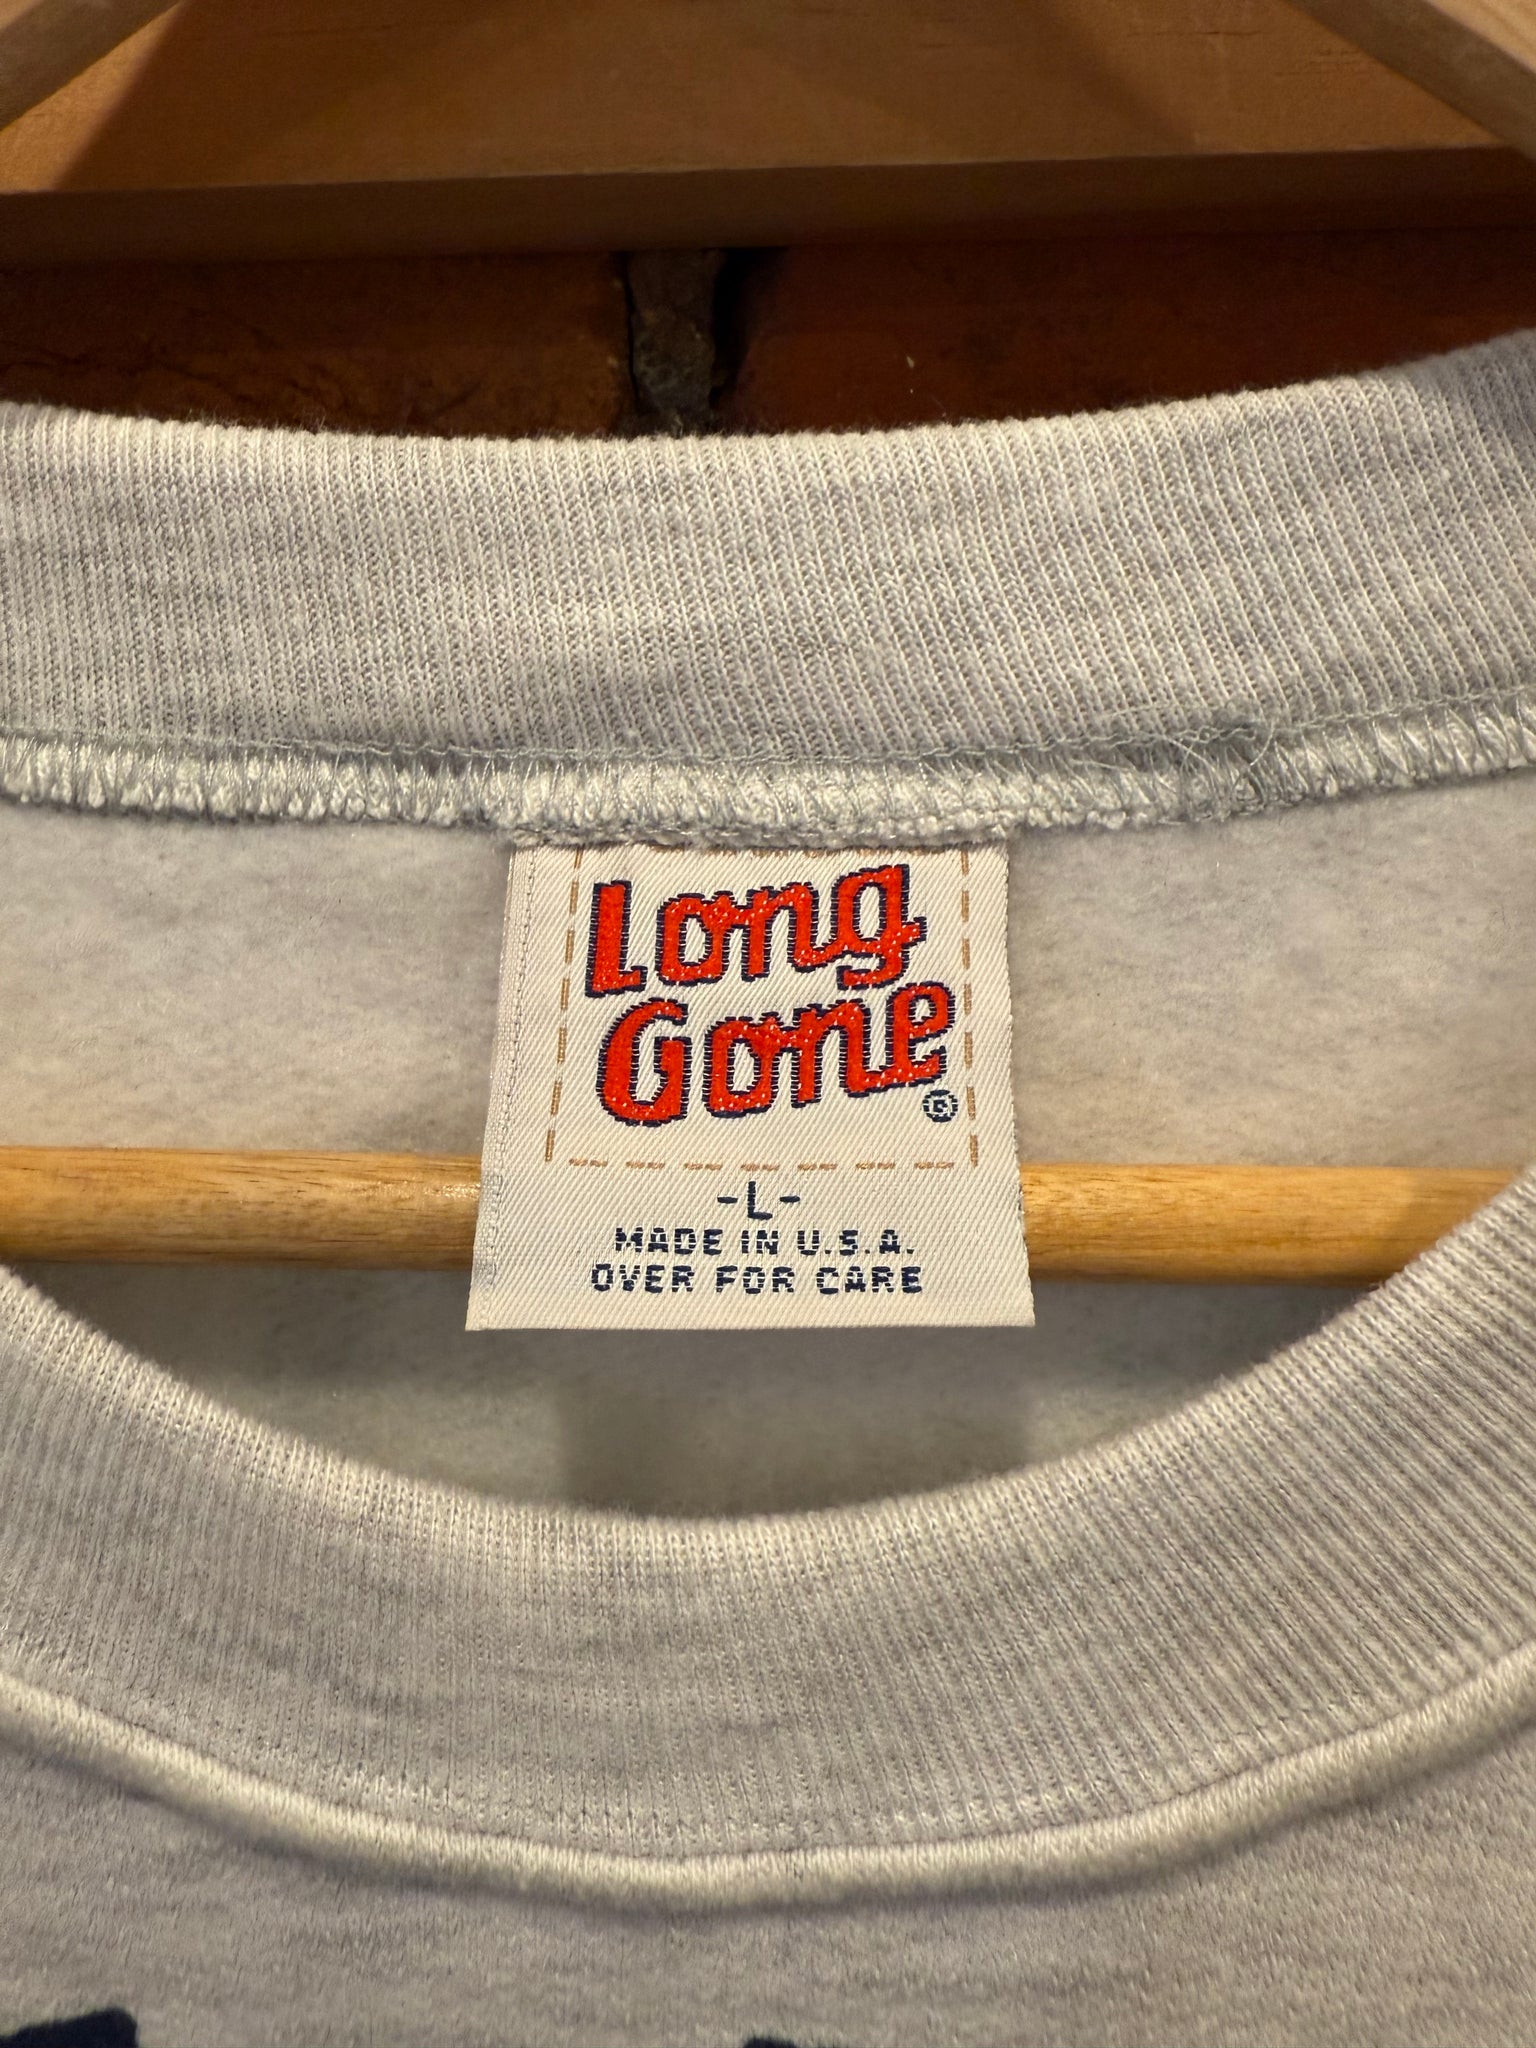 Long
Gone
®
-L-
MADE IN U.S.A.
OVER FOR CARE